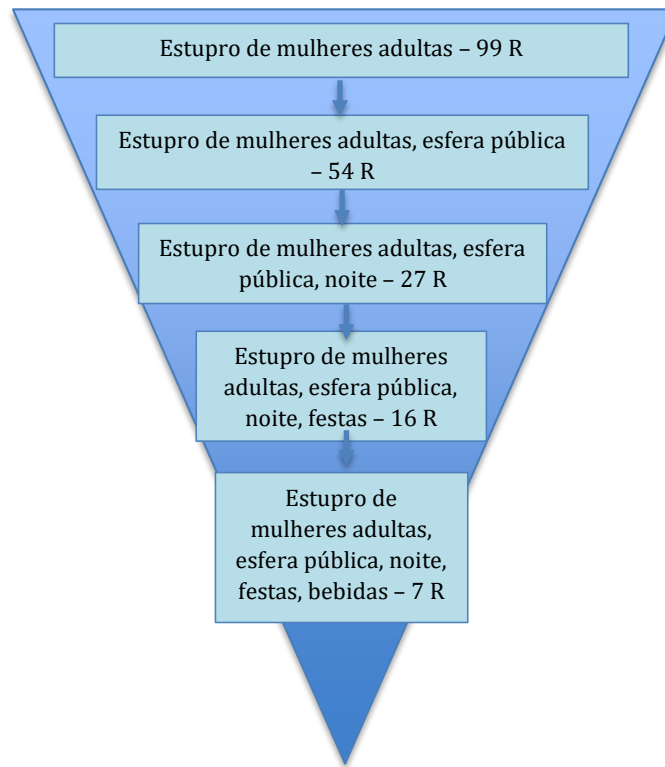 Estupro de mulheres adultas – 99 R
Estupro de mulheres adultas, esfera pública
– 54 R
Estupro de mulheres adultas, esfera
pública, noite – 27 R
Estupro de mulheres
adultas, esfera pública,
noite, festas – 16 R
Estupro de
mulheres adultas,
esfera pública, noite,
festas, bebidas – 7 R